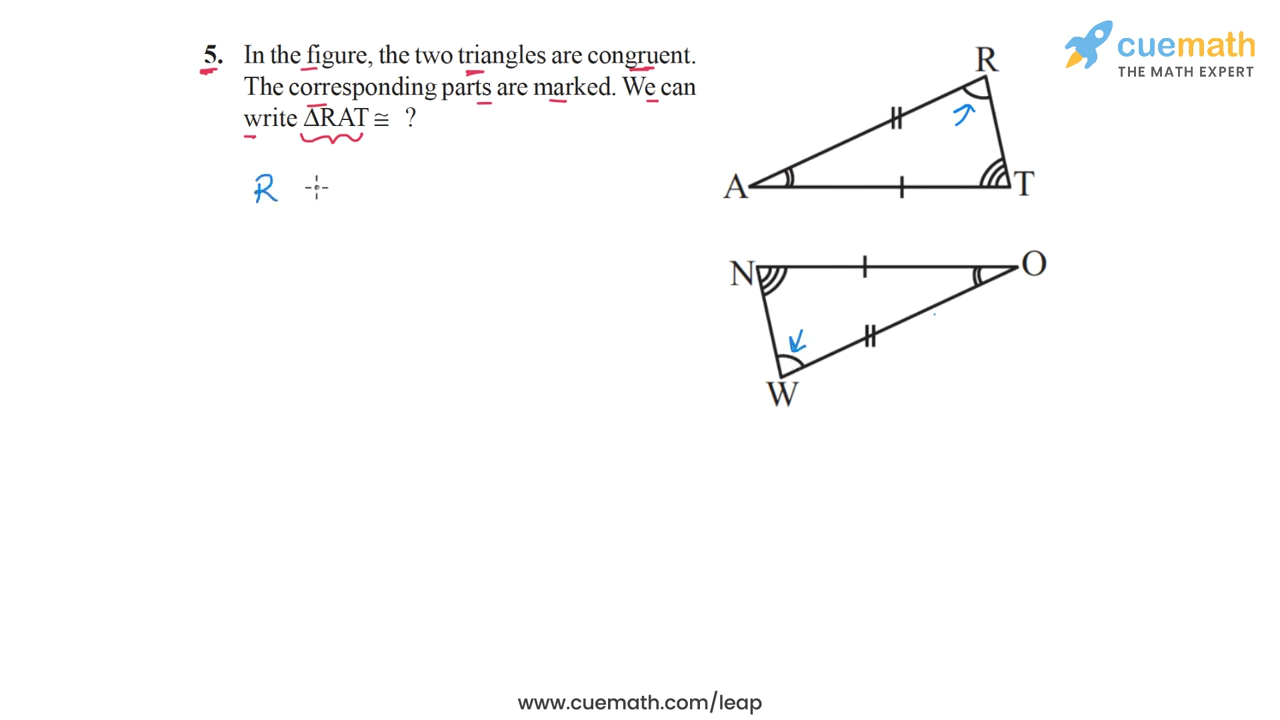 5. In the figure, the two triangles are congruent.
The corresponding parts are marked. We can
write ΔRAT ≅ ?
R
cuemath
THE MATH EXPERT
R
A
T
N
O
W
www.cuemath.com/leap